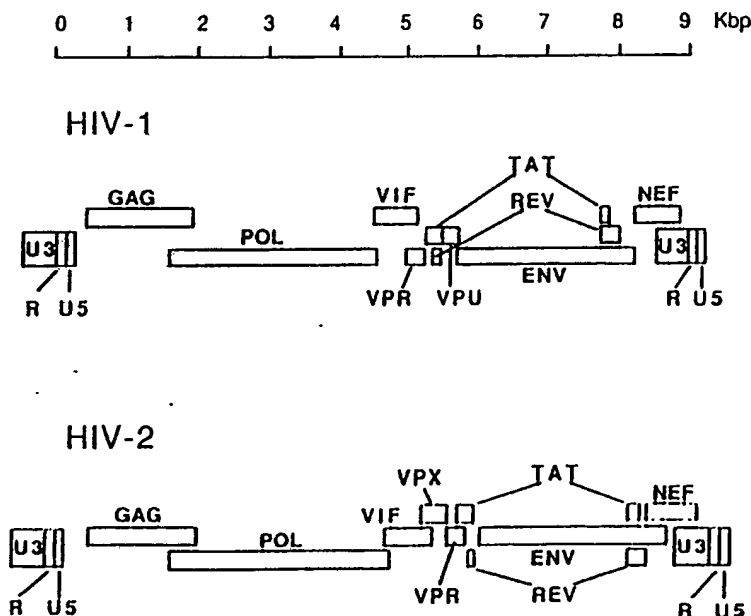 0 1 2 3 4 5 6 7 8 9 Kbp
HIV-1
TAT
GAG VIF REV NEF
U3 POL U3
VPR VPU ENV
R U5 R U5
HIV-2
VPX TAT NEF
GAG VIF
U3 POL ENV U3
VPR REV
R U5 R U5